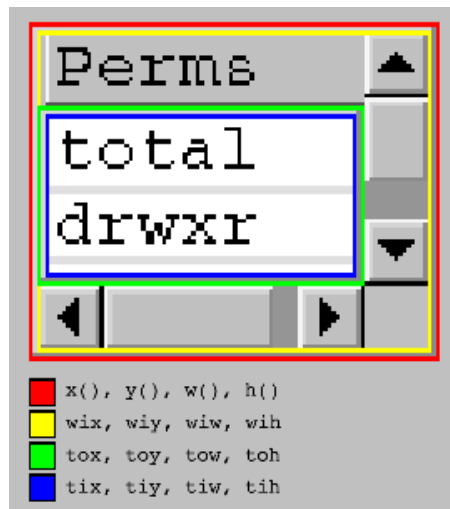 Perms
total
drwxr
x(), y(), w(), h()
wix, wiy, wiw, wih
tox, toy, tow, toh
tix, tiy, tiw, tih